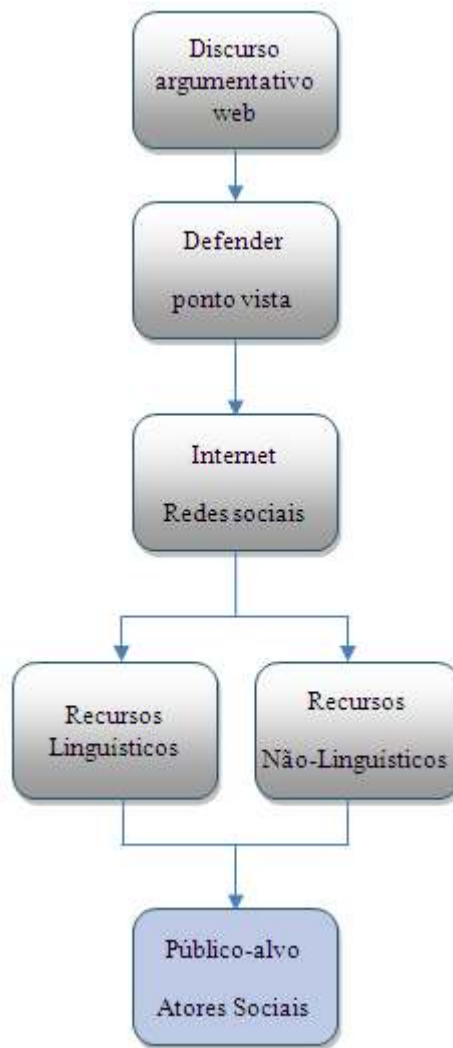 Discurso
argumentativo
web
Defender
ponto vista
Internet
Redes sociais
Recursos
Linguísticos
Recursos
Não-Linguísticos
Público-alvo
Atores Sociais